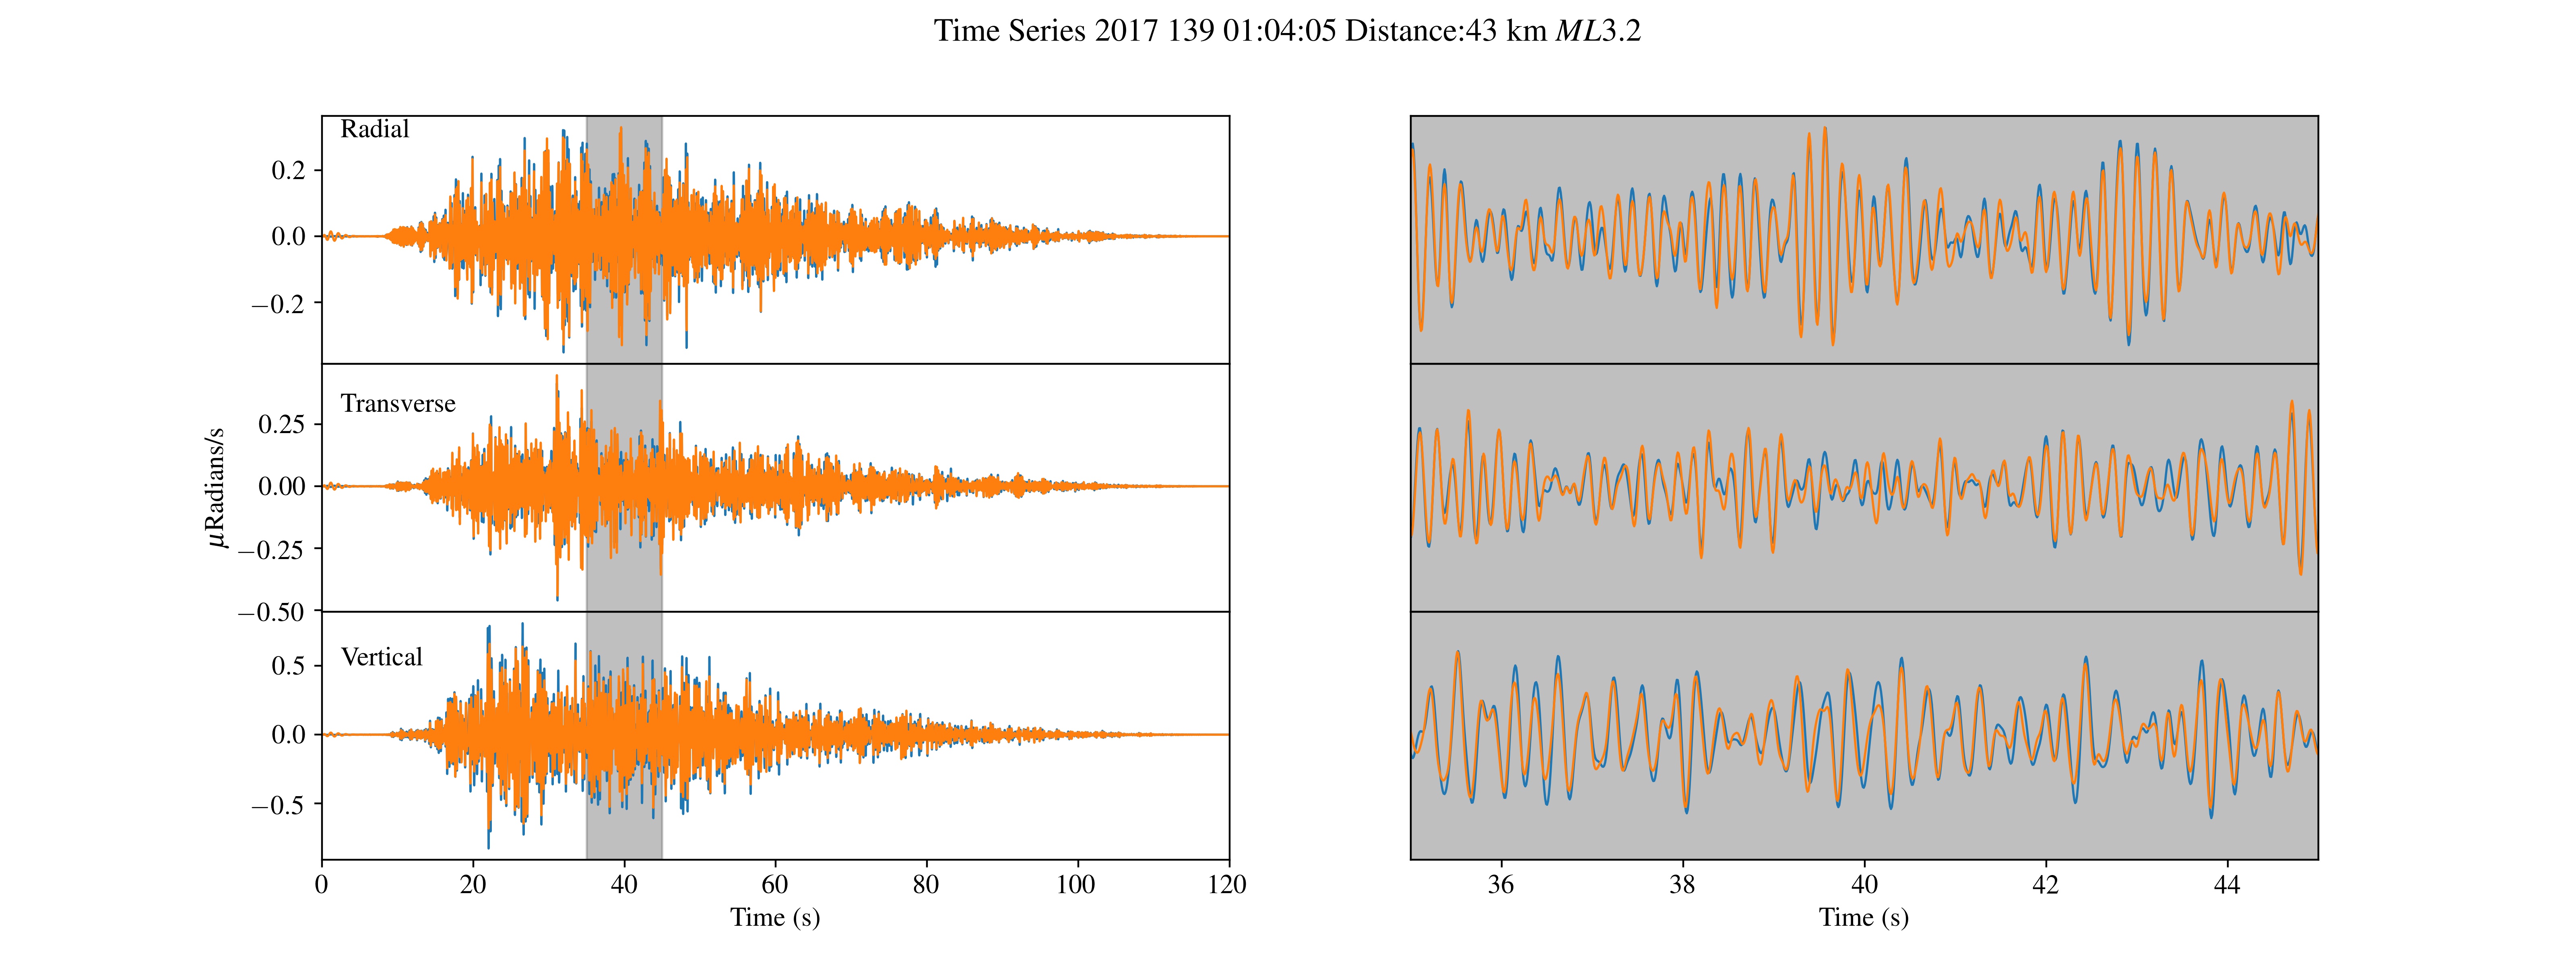 Time Series 2017 139 01:04:05 Distance:43 km ML3.2
Radial
0.2
0.0
−0.2
Transverse
0.25
0.00
−0.25
−0.50
μRadians/s
Vertical
0.5
0.0
−0.5
0 20 40 60 80 100 120
Time (s)
36 38 40 42 44
Time (s)